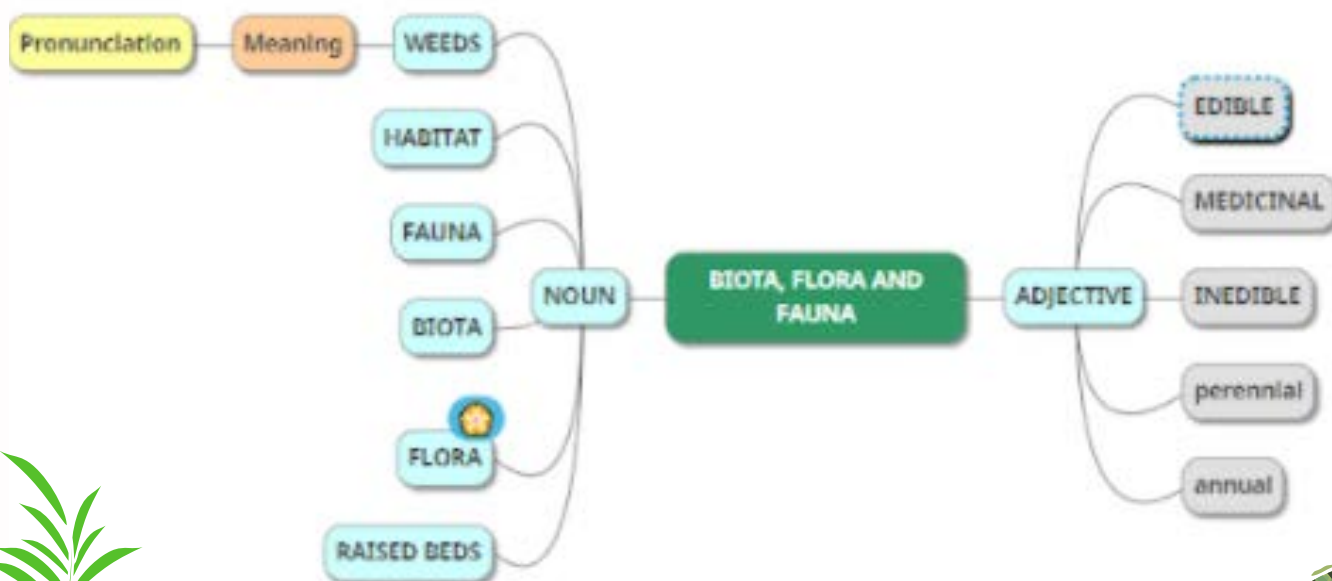 Pronunciation
Meaning
WEEDS
HABITAT
FAUNA
BIOTA
FLORA
RAISED BEDS
NOUN
BIOTA, FLORA AND
FAUNA
ADJECTIVE
EDIBLE
MEDICINAL
INEDIBLE
perennial
annual